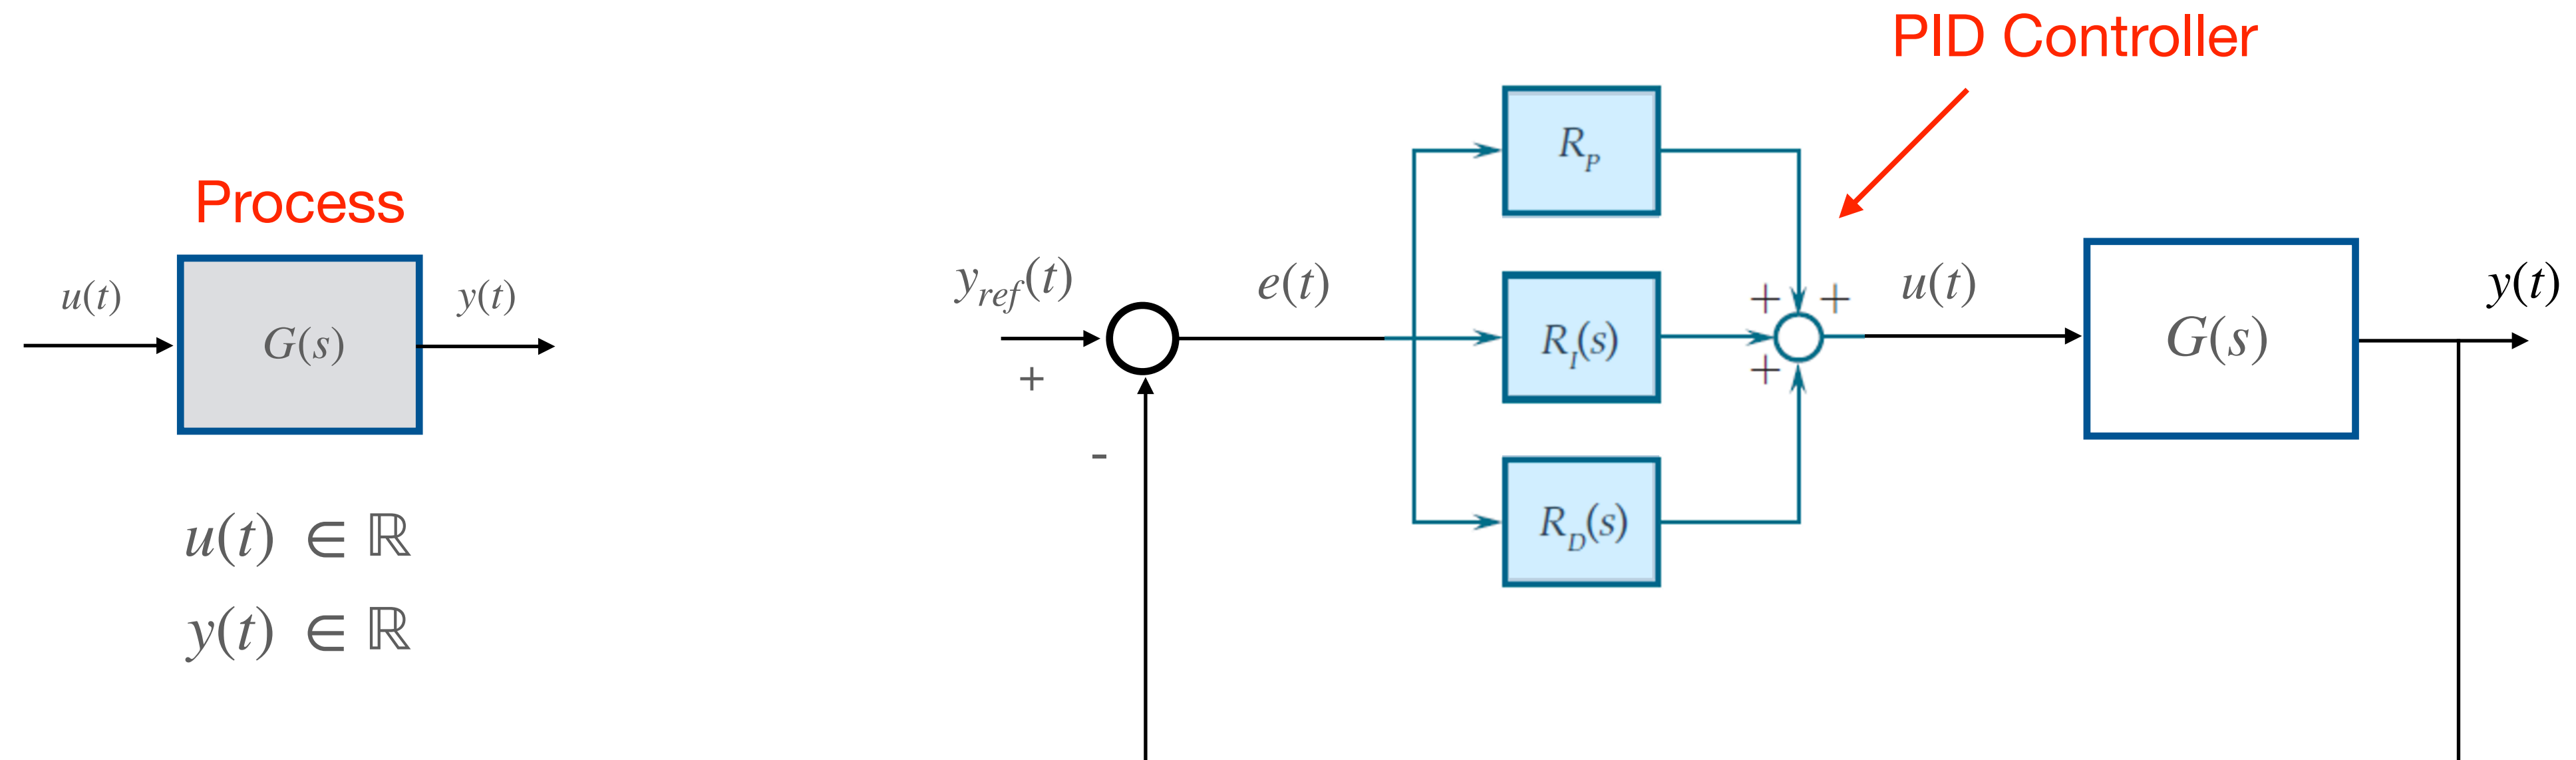 Process
u(t)
G(s)
y(t)
u(t) ∈ ℝ
y(t) ∈ ℝ
PID Controller
y_ref(t)
+
-
e(t)
R_P
R_I(s)
R_D(s)
+ +
+
u(t)
G(s)
y(t)